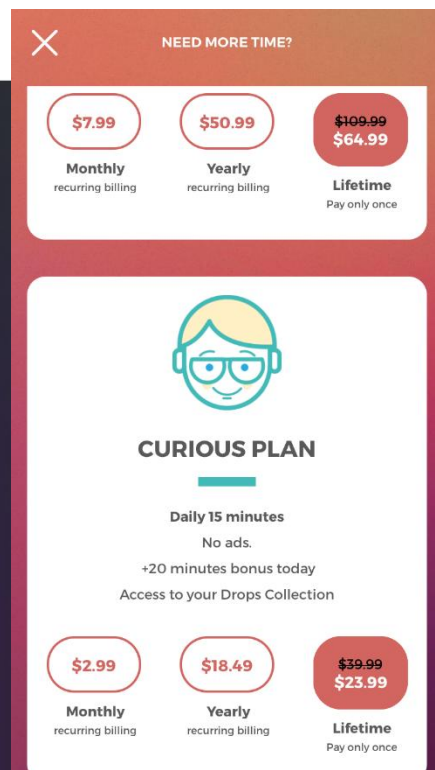 NEED MORE TIME?
$7.99
Monthly
recurring billing
$50.99
Yearly
recurring billing
$109.99
$64.99
Lifetime
Pay only once
CURIOUS PLAN
Daily 15 minutes
No ads.
+20 minutes bonus today
Access to your Drops Collection
$2.99
Monthly
recurring billing
$18.49
Yearly
recurring billing
$39.99
$23.99
Lifetime
Pay only once